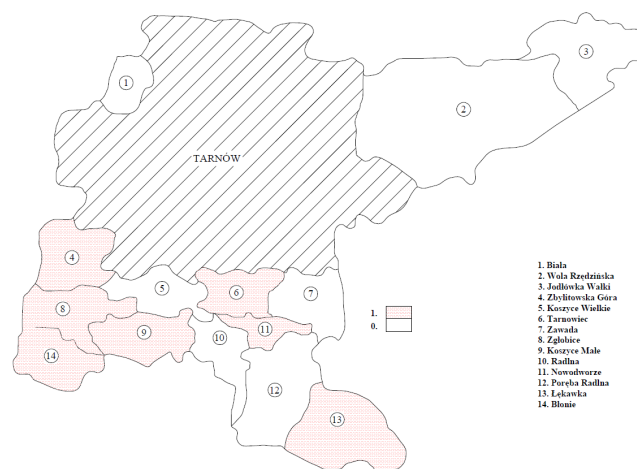 1
2
3
TARNÓW
4
5
6
7
8
9
10
11
12
13
14
1.
0.
1. Biała
2. Wola Rzędzińska
3. Jodłówka Wałki
4. Zbylitowska Góra
5. Koszyce Wielkie
6. Tarnowiec
7. Zawada
8. Zgłobice
9. Koszyce Małe
10. Radlna
11. Nowodworze
12. Poręba Radlna
13. Łękawka
14. Błonie